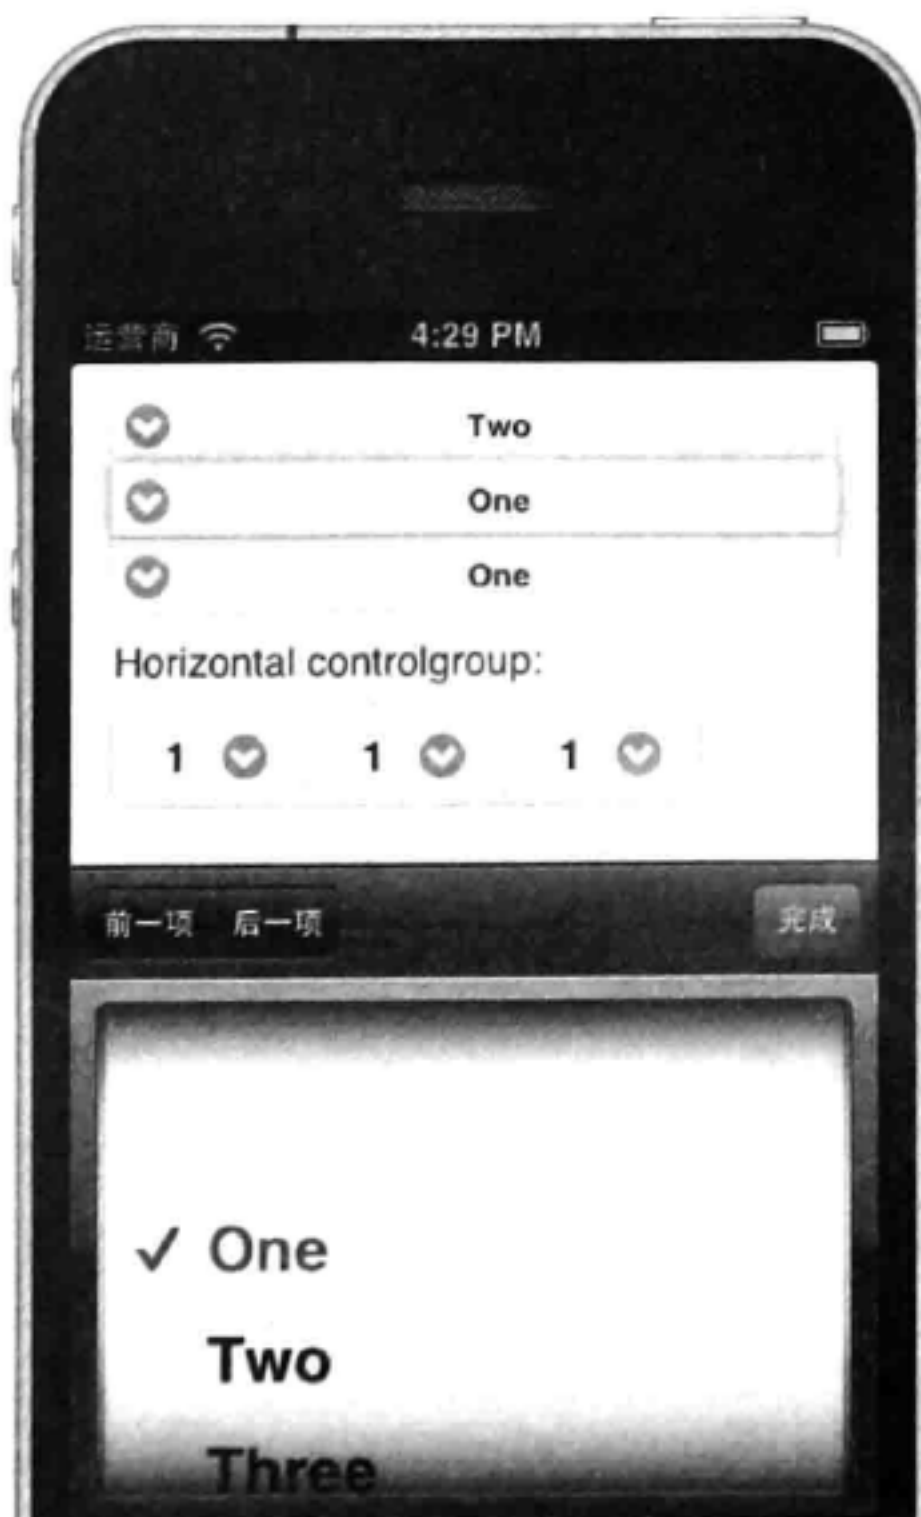 运营商 4:29 PM
Two
One
One
Horizontal controlgroup:
1 1 1
前一项 后一项 完成
✓ One
Two
Three